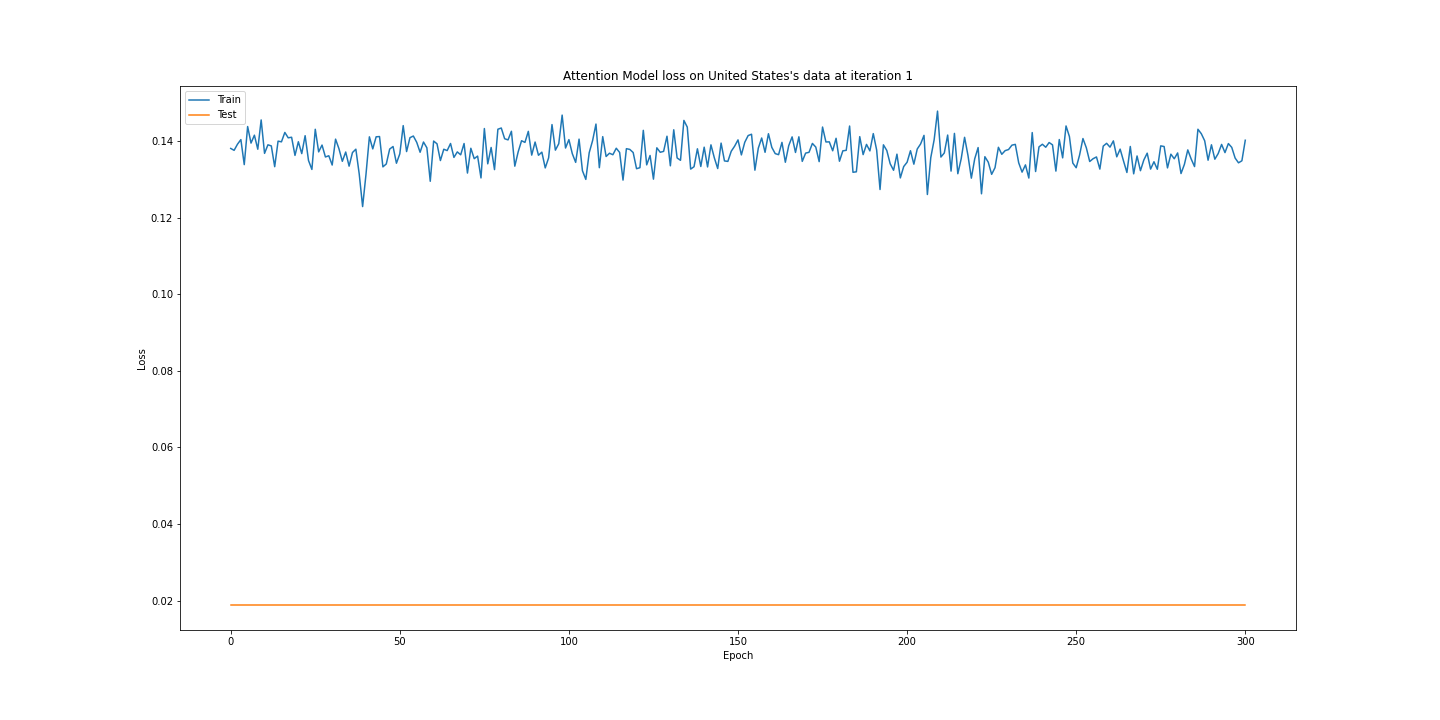 Attention Model loss on United States's data at iteration 1
Train
Test
0.14
0.12
0.10
0.08
0.06
0.04
0.02
Loss
0 50 100 150 200 250 300
Epoch